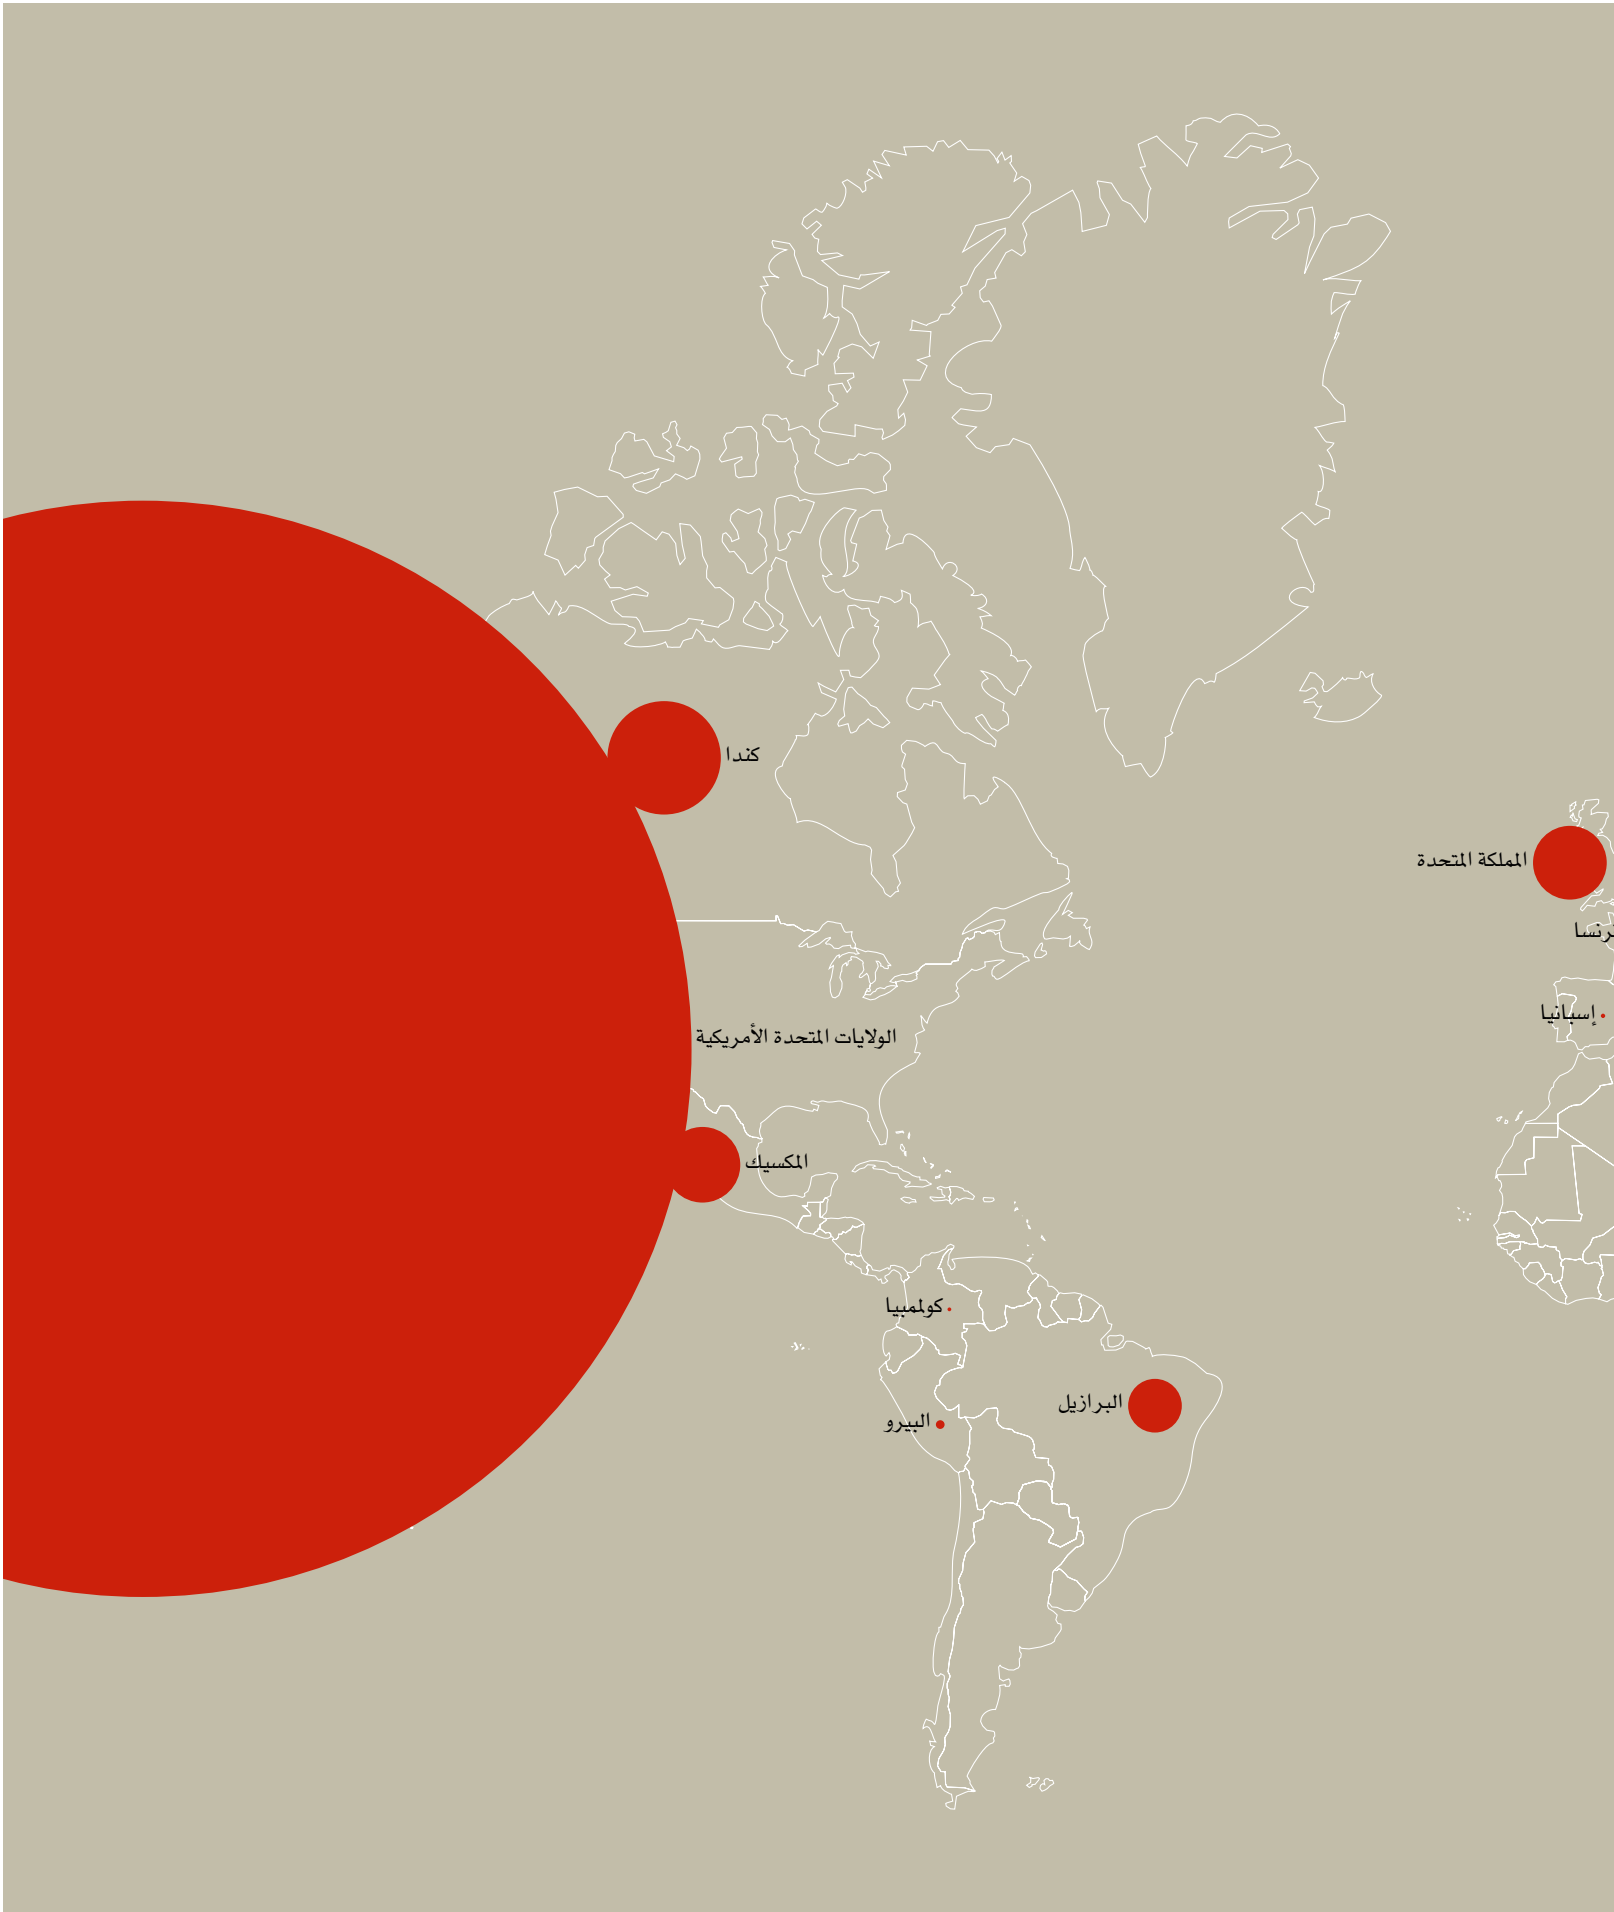 كندا
المملكة المتحدة
إسبانيا
الولايات المتحدة الأمريكية
المكسيك
كولمبيا
البرازيل
البيرو